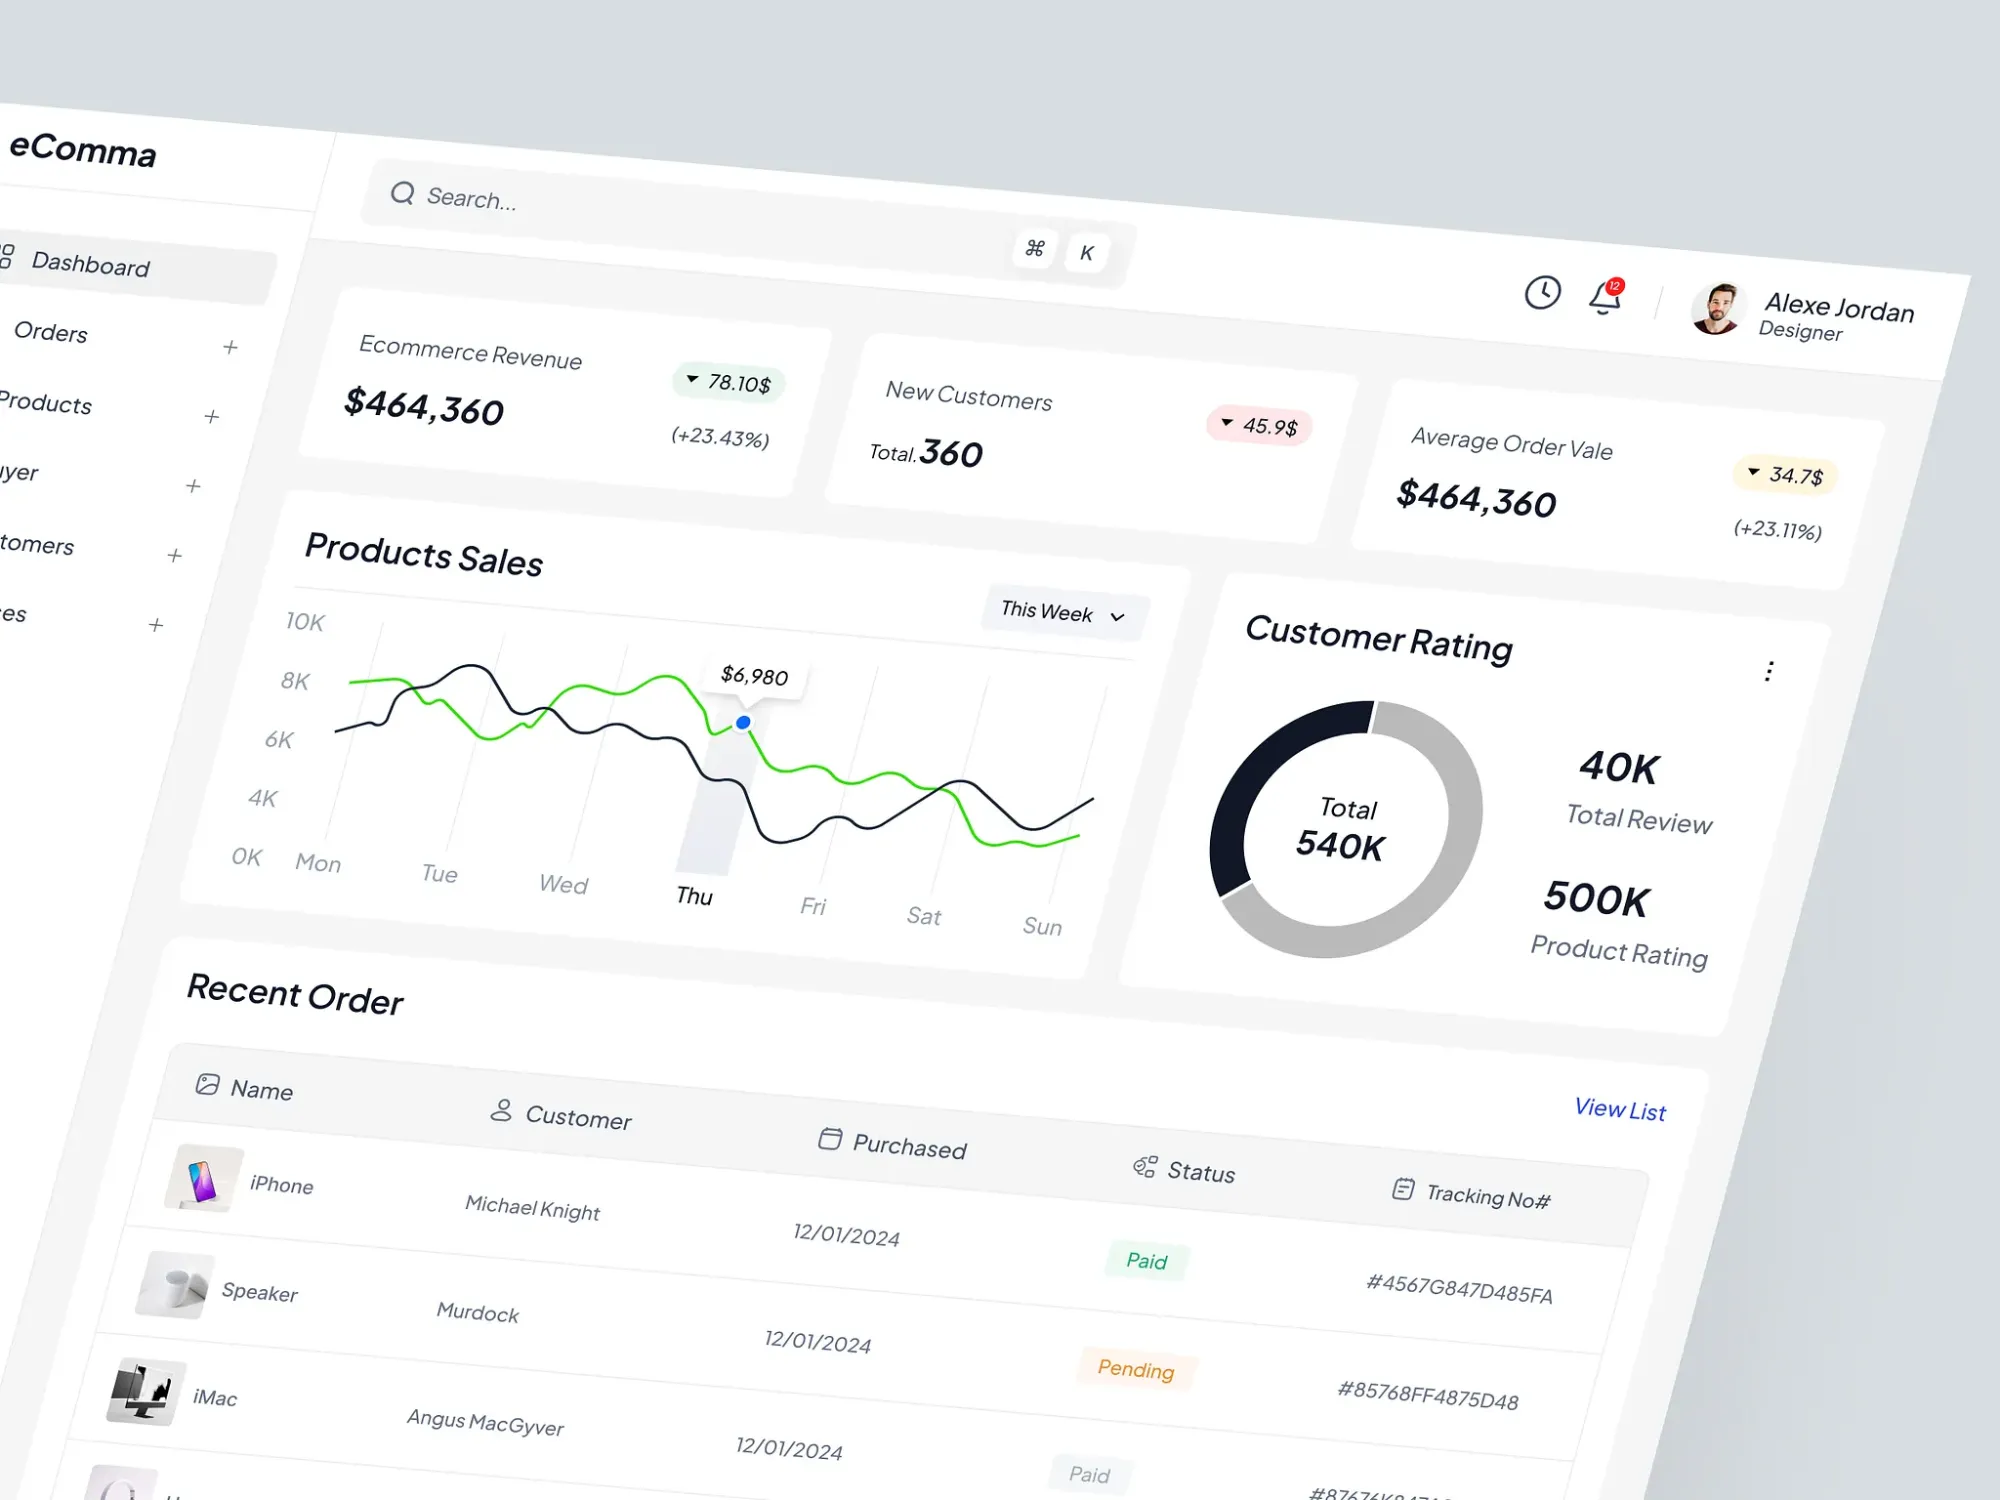 eComma
Search...
⌘ K
12
Alexe Jordan
Designer
Dashboard
Orders +
Products +
+
+
+
Ecommerce Revenue
$464,360
78.10$
(+23.43%)
New Customers
Total.360
45.9$
Average Order Vale
$464,360
34.7$
(+23.11%)
Products Sales
This Week
10K
8K
6K
4K
0K
$6,980
Mon Tue Wed Thu Fri Sat Sun
Customer Rating
Total
540K
40K
Total Review
500K
Product Rating
Recent Order
View List
Name Customer Purchased Status Tracking No#
iPhone Michael Knight 12/01/2024 Paid #4567G847D485FA
Speaker Murdock 12/01/2024 Pending #85768FF4875D48
iMac Angus MacGyver 12/01/2024 Paid